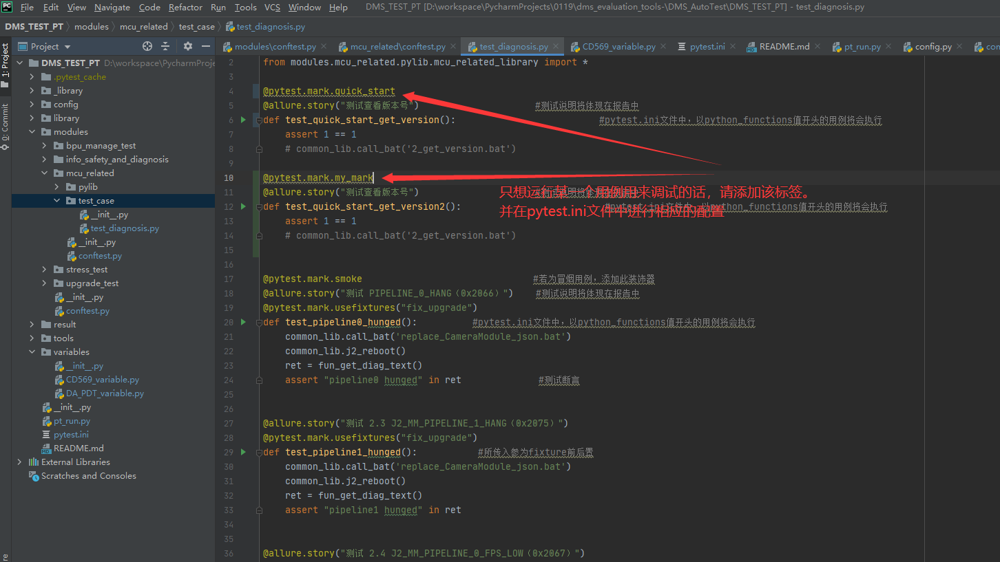 File Edit View Navigate Code Refactor Run Tools VCS Window Help DMS_TEST_PT [D:\workspace\PycharmProjects\0119\dms_evaluation_tools-\DMS_AutoTest\DMS_TEST_PT] - test_diagnosis.py
DMS_TEST_PT modules mcu_related test_case test_diagnosis.py
Project
modules\conftest.py mcu_related\conftest.py test_diagnosis.py CD569_variable.py pytest.ini README.md pt_run.py config.py con
1: Project
0: Commit
re
DMS_TEST_PT D:\workspace\PycharmProje
.pytest_cache
_library
config
library
modules
bpu_manage_test
info_safety_and_diagnosis
mcu_related
pylib
test_case
__init__.py
test_diagnosis.py
__init__.py
conftest.py
stress_test
upgrade_test
__init__.py
conftest.py
result
tools
variables
__init__.py
CD569_variable.py
DA_PDT_variable.py
__init__.py
pt_run.py
pytest.ini
README.md
External Libraries
Scratches and Consoles
2 from modules.mcu_related.pylib.mcu_related_library import *
3
4 @pytest.mark.quick_start
5 @allure.story("测试查看版本号") #测试说明将体现在报告中
6 def test_quick_start_get_version(): #pytest.ini文件中，以python_functions值开头的用例将会执行
7 assert 1 == 1
8 # common_lib.call_bat('2_get_version.bat')
9
10 @pytest.mark.my_mark
11 @allure.story("测试查看版本号") #测试说明将体现在报告中
12 def test_quick_start_get_version2(): #pytest.ini文件中，以python_functions值开头的用例将会执行
只想运行某一个用例用来调试的话，请添加该标签。
并在pytest.ini文件中进行相应的配置
13 assert 1 == 1
14 # common_lib.call_bat('2_get_version.bat')
15
16
17 @pytest.mark.smoke #若为冒烟用例，添加此装饰器
18 @allure.story("测试 PIPELINE_0_HANG（0x2066）") #测试说明将体现在报告中
19 @pytest.mark.usefixtures("fix_upgrade")
20 def test_pipeline0_hunged(): #pytest.ini文件中，以python_functions值开头的用例将会执行
21 common_lib.call_bat('replace_CameraModule_json.bat')
22 common_lib.j2_reboot()
23 ret = fun_get_diag_text()
24 assert "pipeline0 hunged" in ret #测试断言
25
26
27 @allure.story("测试 2.3 J2_MM_PIPELINE_1_HANG（0x2075）")
28 @pytest.mark.usefixtures("fix_upgrade")
29 def test_pipeline1_hunged(): #所传入参为fixture前后置
30 common_lib.call_bat('replace_CameraModule_json.bat')
31 common_lib.j2_reboot()
32 ret = fun_get_diag_text()
33 assert "pipeline1 hunged" in ret
34
35
36 @allure.story("测试 2.4 J2_MM_PIPELINE_0_FPS_LOW（0x2067）")